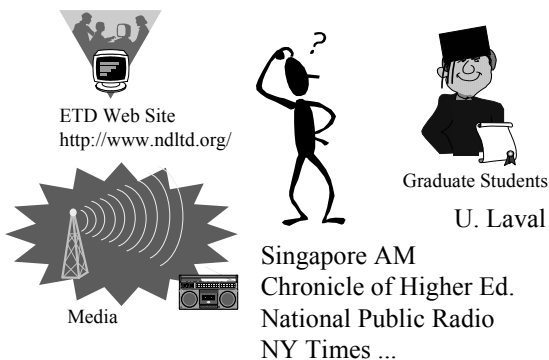 ?
ETD Web Site
http://www.ndltd.org/
Graduate Students
U. Laval
Media
Singapore AM
Chronicle of Higher Ed.
National Public Radio
NY Times ...